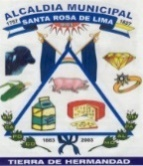 ALCALDIA MUNICIPAL
SANTA ROSA DE LIMA
TIERRA DE HERMANDAD